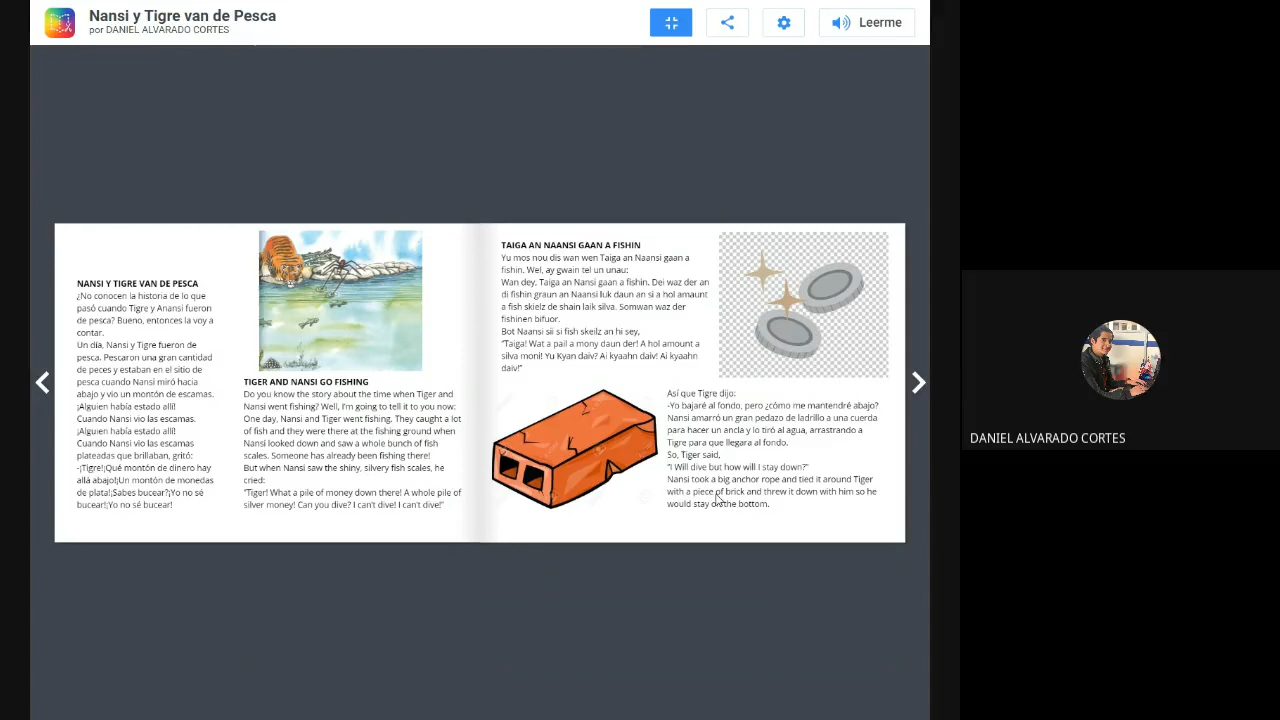 Nansi y Tigre van de Pesca
por DANIEL ALVARADO CORTES
Leerme
NANSI Y TIGRE VAN DE PESCA
¿No conocen la historia de lo que
pasó cuando Tigre y Anansi fueron
de pesca? Bueno, entonces la voy a
contar.
Un día, Nansi y Tigre fueron de
pesca. Pescaron una gran cantidad
de peces y estaban en el sitio de
pesca cuando Nansi miró hacia
abajo y vio un montón de escamas.
¡Alguien había estado allí!
Cuando Nansi vio las escamas.
¡Alguien había estado allí!
Cuando Nansi vio las escamas
plateadas que brillaban, gritó:
-¡Tigre!¡Qué montón de dinero hay
allá abajo!¡Un montón de monedas
de plata!¡Sabes bucear?¡Yo no sé
bucear!¡Yo no sé bucear!
TIGER AND NANSI GO FISHING
Do you know the story about the time when Tiger and
Nansi went fishing? Well, I'm going to tell it to you now:
One day, Nansi and Tiger went fishing. They caught a lot
of fish and they were there at the fishing ground when
Nansi looked down and saw a whole bunch of fish
scales. Someone has already been fishing there!
But when Nansi saw the shiny, silvery fish scales, he
cried:
“Tiger! What a pile of money down there! A whole pile of
silver money! Can you dive? I can't dive! I can't dive!”
TAIGA AN NAANSI GAAN A FISHIN
Yu mos nou dis wan wen Taiga an Naansi gaan a
fishin. Wel, ay gwain tel un unau:
Wan dey, Taiga an Nansi gaan a fishin. Dei waz der an
di fishin graun an Naansi luk daun an si a hol amaunt
a fish skielz de shain laik silva. Somwan waz der
fishinen bifuor.
Bot Naansi sii si fish skeilz an hi sey,
“Taiga! Wat a pail a mony daun der! A hol amount a
silva moni! Yu Kyan daiv? Ai kyaahn daiv! Ai kyaahn
daiv!”
Así que Tigre dijo:
-Yo bajaré al fondo, pero ¿cómo me mantendré abajo?
Nansi amarró un gran pedazo de ladrillo a una cuerda
para hacer un ancla y lo tiró al agua, arrastrando a
Tigre para que llegara al fondo.
So, Tiger said,
“I Will dive but how will I stay down?”
Nansi took a big anchor rope and tied it around Tiger
with a piece of brick and threw it down with him so he
would stay on the bottom.
DANIEL ALVARADO CORTES